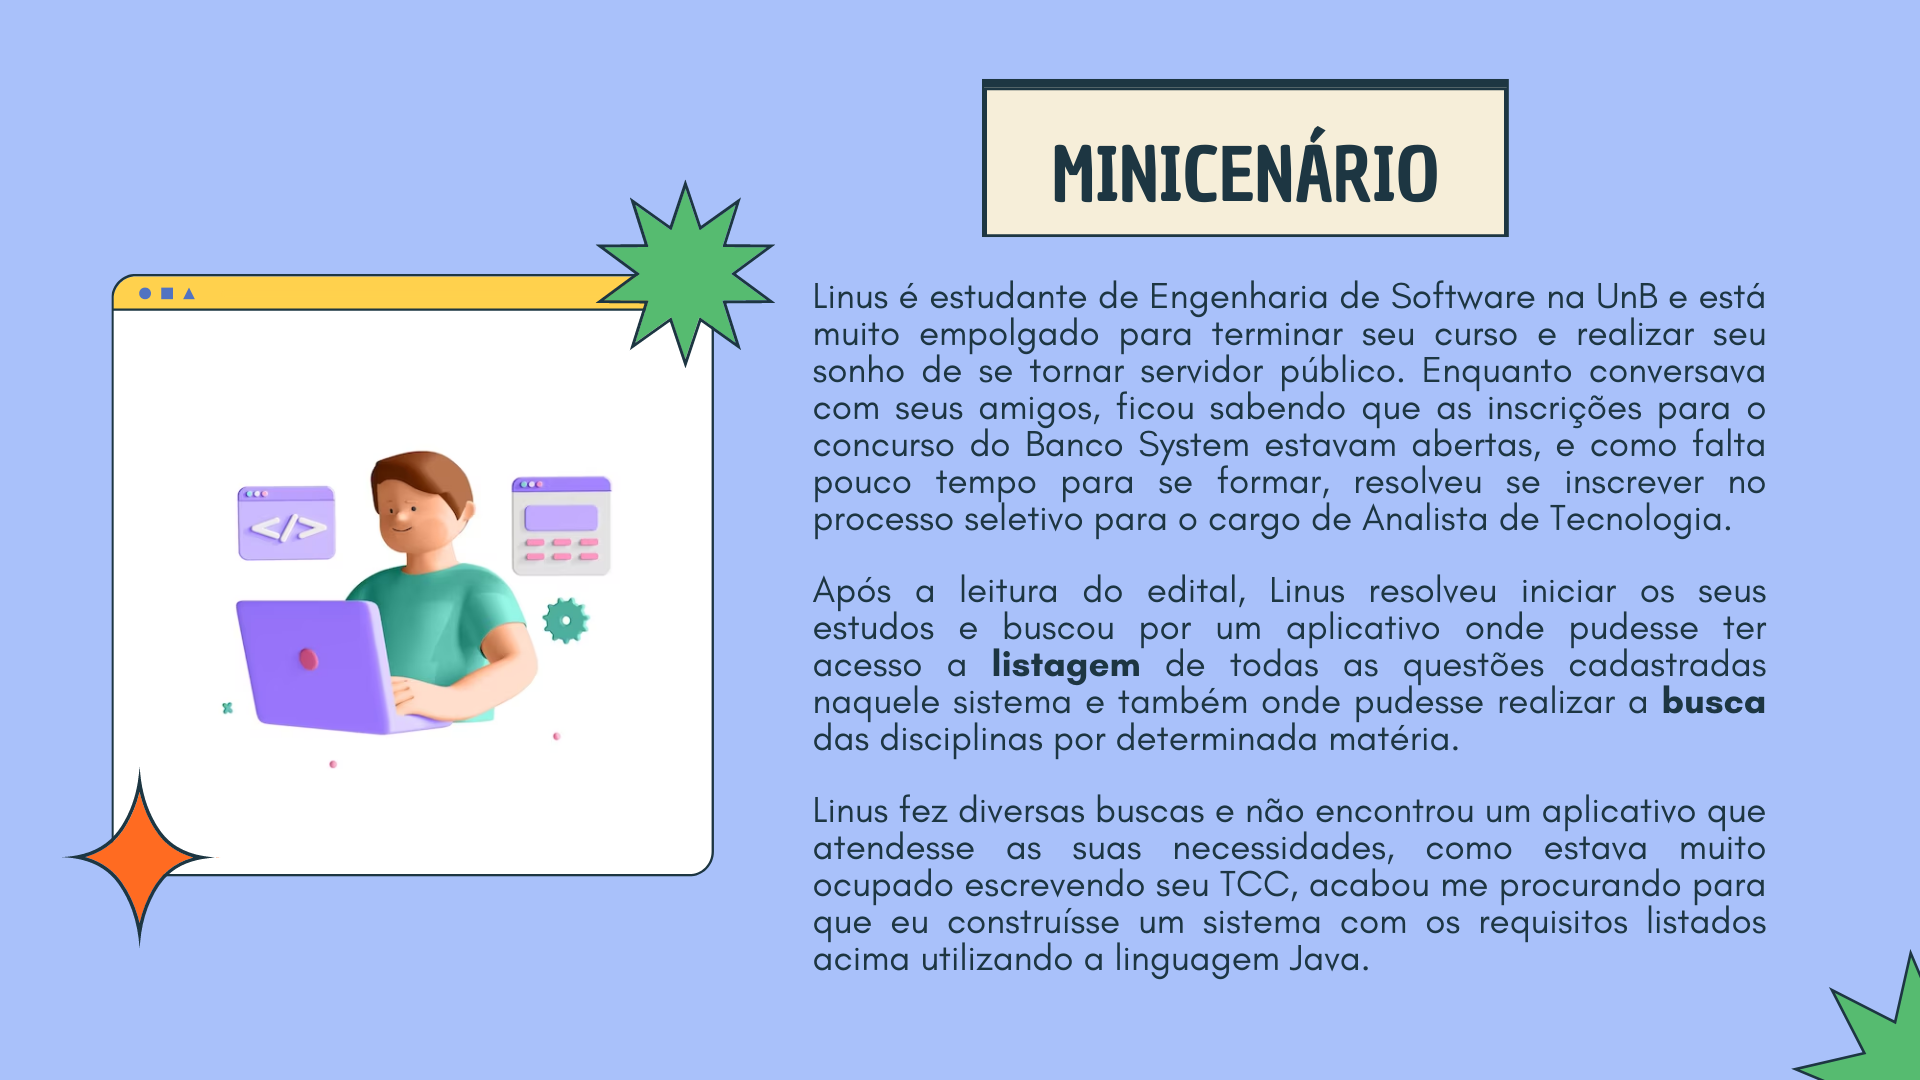 MINICENÁRIO
Linus é estudante de Engenharia de Software na UnB e está
muito empolgado para terminar seu curso e realizar seu
sonho de se tornar servidor público. Enquanto conversava
com seus amigos, ficou sabendo que as inscrições para o
concurso do Banco System estavam abertas, e como falta
pouco tempo para se formar, resolveu se inscrever no
processo seletivo para o cargo de Analista de Tecnologia.
Após a leitura do edital, Linus resolveu iniciar os seus
estudos e buscou por um aplicativo onde pudesse ter
acesso a listagem de todas as questões cadastradas
naquele sistema e também onde pudesse realizar a busca
das disciplinas por determinada matéria.
Linus fez diversas buscas e não encontrou um aplicativo que
atendesse as suas necessidades, como estava muito
ocupado escrevendo seu TCC, acabou me procurando para
que eu construísse um sistema com os requisitos listados
acima utilizando a linguagem Java.